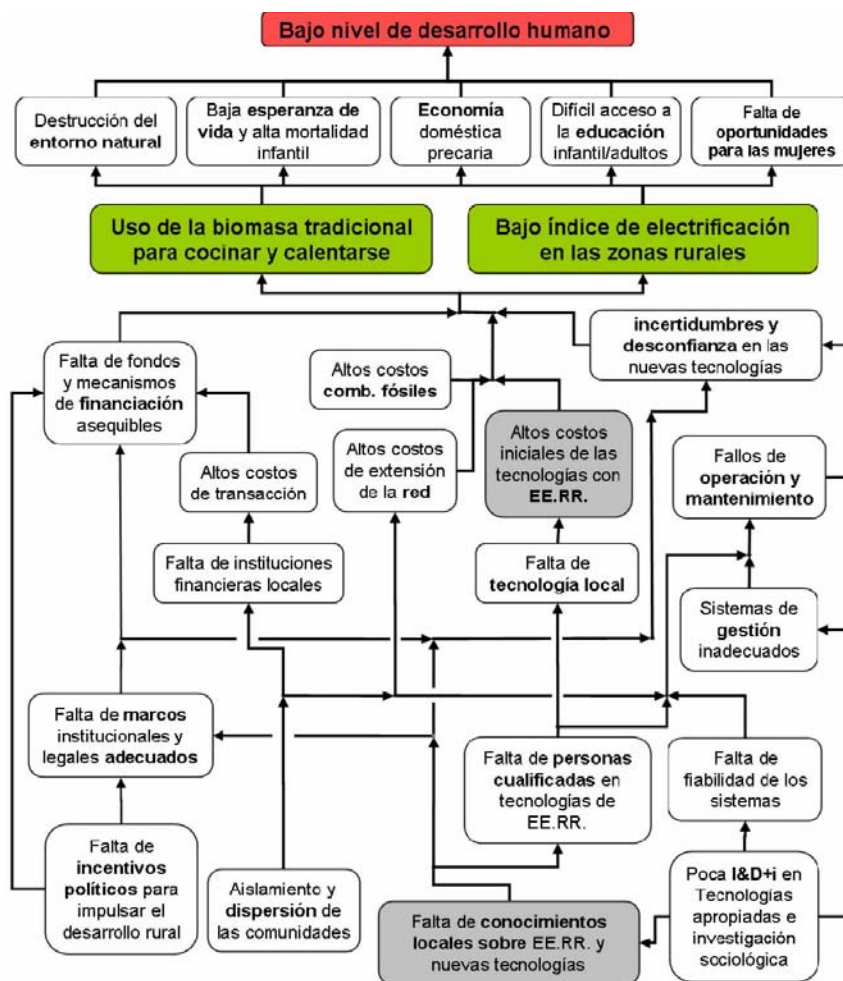 Bajo nivel de desarrollo humano
Destrucción del
entorno natural
Baja esperanza de
vida y alta mortalidad
infantil
Economía
doméstica
precaria
Difícil acceso a
la educación
infantil/adultos
Falta de
oportunidades
para las mujeres
Uso de la biomasa tradicional
para cocinar y calentarse
Bajo índice de electrificación
en las zonas rurales
Falta de fondos
y mecanismos
de financiación
asequibles
Altos costos
comb. fósiles
incertidumbres y
desconfianza en las
nuevas tecnologías
Altos costos
de transacción
Altos costos
de extensión
de la red
Altos costos
iniciales de las
tecnologías con
EE.RR.
Fallos de
operación y
mantenimiento
Falta de instituciones
financieras locales
Falta de
tecnología local
Sistemas de
gestión
inadecuados
Falta de marcos
institucionales y
legales adecuados
Falta de personas
cualificadas en
tecnologías de
EE.RR.
Falta de
fiabilidad de los
sistemas
Falta de
incentivos
políticos para
impulsar el
desarrollo rural
Aislamiento y
dispersión de
las comunidades
Falta de conocimientos
locales sobre EE.RR. y
nuevas tecnologías
Poca I&D+i en
Tecnologías
apropiadas e
investigación
sociológica